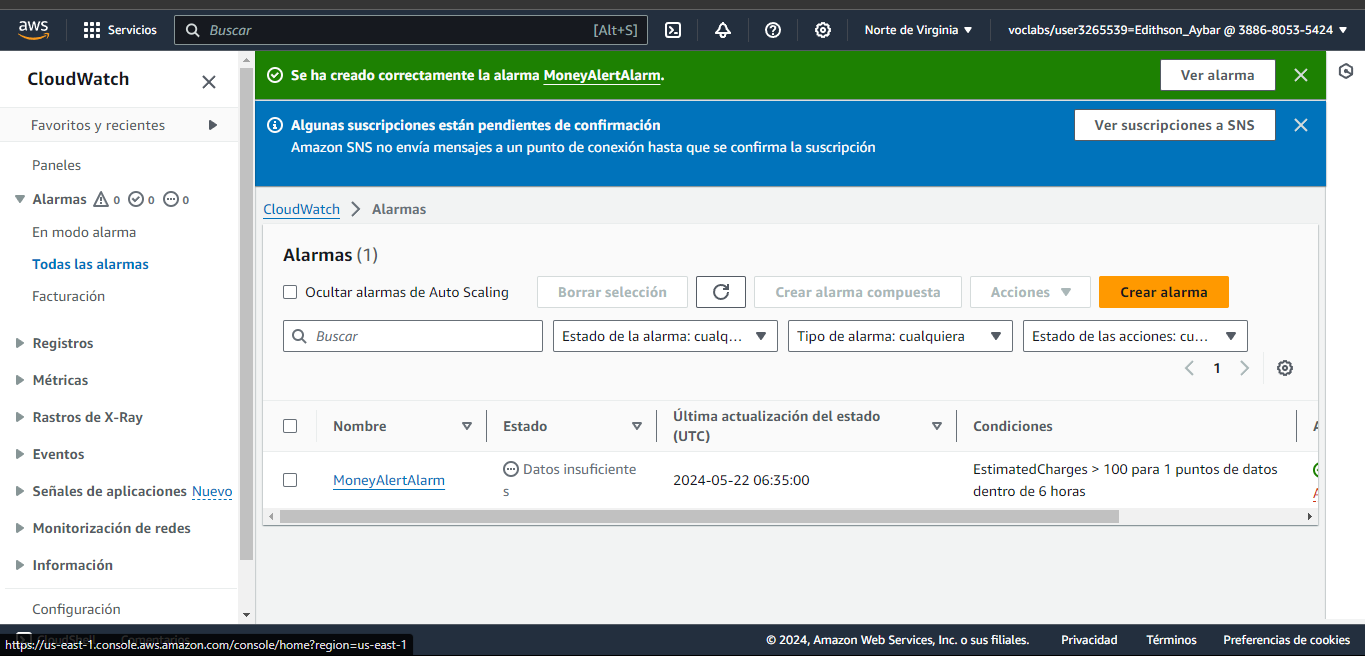 aws
Servicios
Buscar
[Alt+S]
Norte de Virginia
voclabs/user3265539=Edithson_Aybar @ 3886-8053-5424
CloudWatch
Favoritos y recientes
Paneles
Alarmas 0 0 0
En modo alarma
Todas las alarmas
Facturación
Registros
Métricas
Rastros de X-Ray
Eventos
Señales de aplicaciones Nuevo
Monitorización de redes
Información
Configuración
Se ha creado correctamente la alarma MoneyAlertAlarm.
Ver alarma
Algunas suscripciones están pendientes de confirmación
Amazon SNS no envía mensajes a un punto de conexión hasta que se confirma la suscripción
Ver suscripciones a SNS
CloudWatch
Alarmas
Alarmas (1)
Ocultar alarmas de Auto Scaling
Borrar selección
Crear alarma compuesta
Acciones
Crear alarma
Buscar
Estado de la alarma: cualq...
Tipo de alarma: cualquiera
Estado de las acciones: cu...
1
Nombre
Estado
Última actualización del estado
(UTC)
Condiciones
MoneyAlertAlarm
Datos insuficiente
s
2024-05-22 06:35:00
EstimatedCharges > 100 para 1 puntos de datos
dentro de 6 horas
CloudShell
Comentarios
https://us-east-1.console.aws.amazon.com/console/home?region=us-east-1
© 2024, Amazon Web Services, Inc. o sus filiales.
Privacidad
Términos
Preferencias de cookies